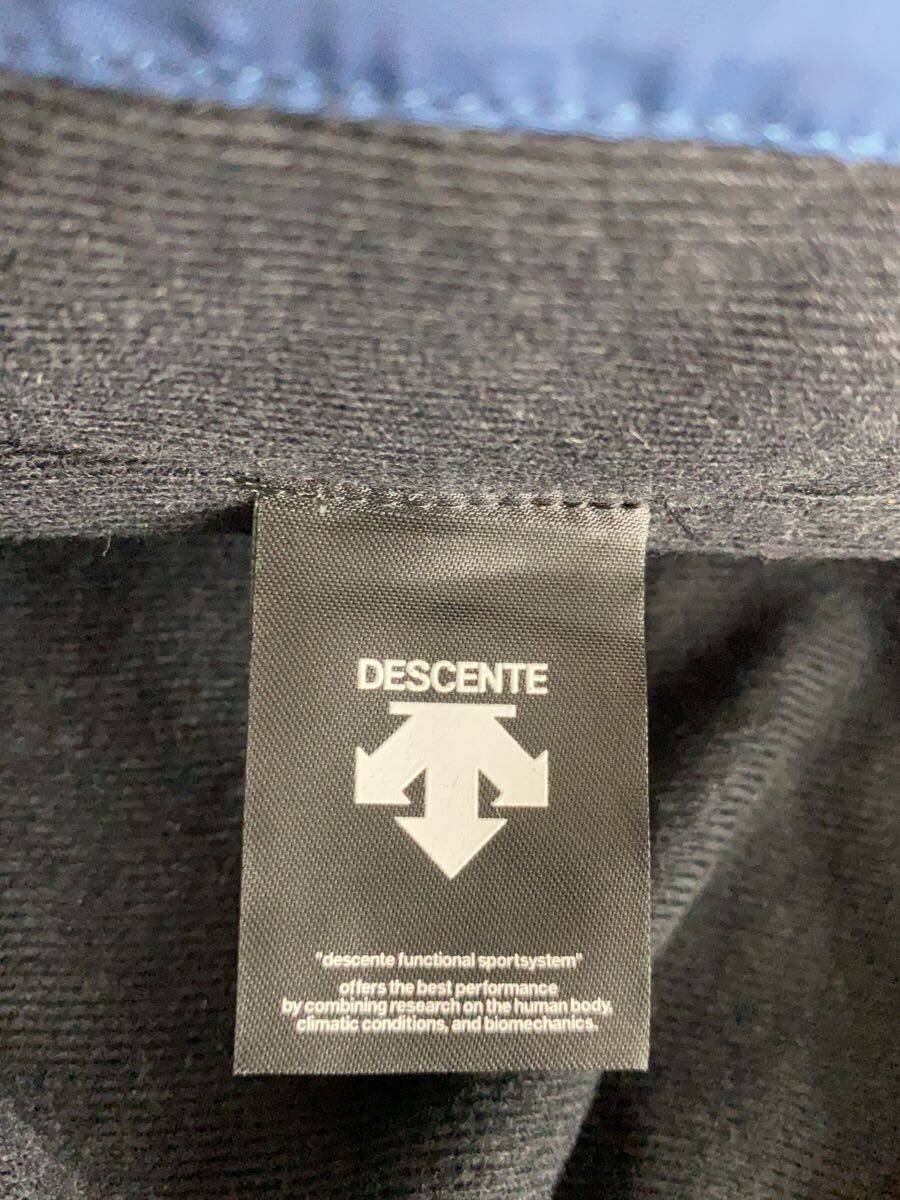 DESCENTE
"descente functional sportsystem"
offers the best performance
by combining research on the human body,
climatic conditions, and biomechanics.